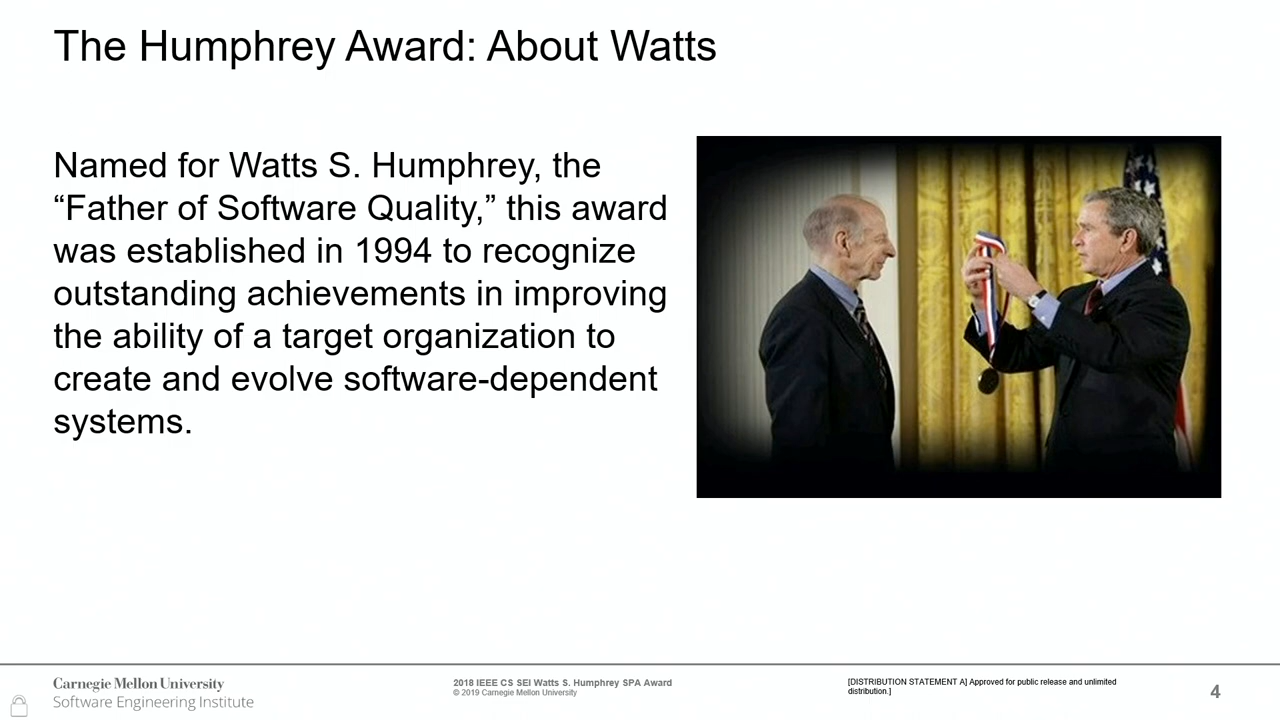 The Humphrey Award: About Watts
Named for Watts S. Humphrey, the
“Father of Software Quality,” this award
was established in 1994 to recognize
outstanding achievements in improving
the ability of a target organization to
create and evolve software-dependent
systems.
Carnegie Mellon University
Software Engineering Institute
2018 IEEE CS SEI Watts S. Humphrey SPA Award
© 2019 Carnegie Mellon University
[DISTRIBUTION STATEMENT A] Approved for public release and unlimited
distribution.]
4